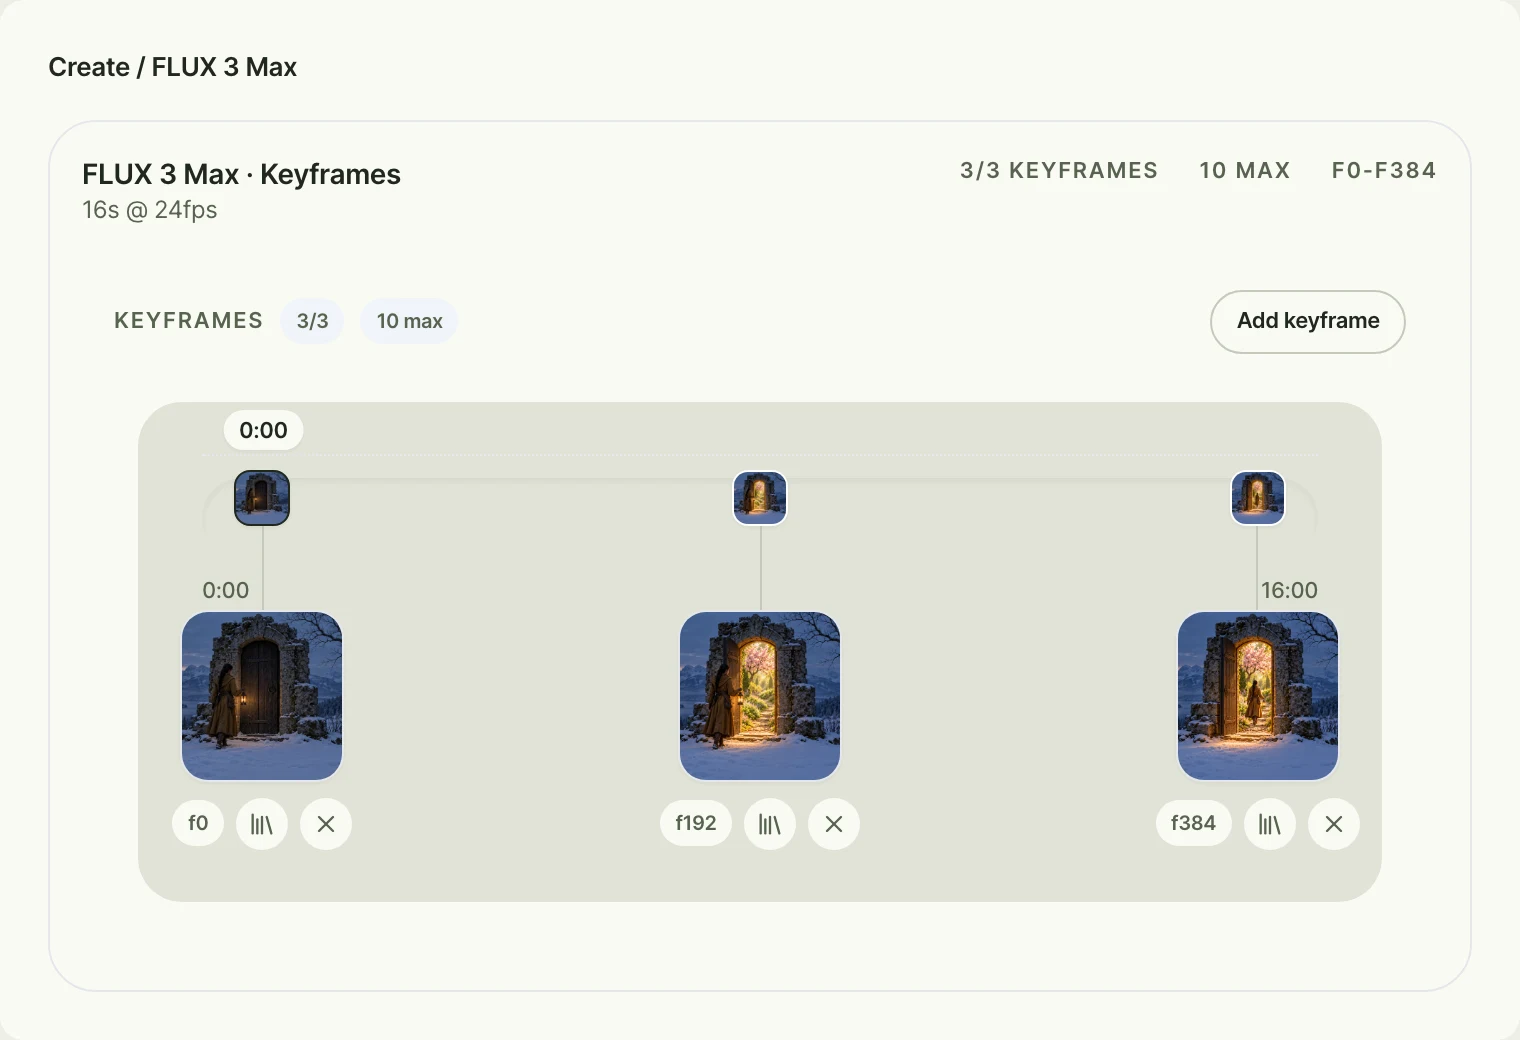 Create / FLUX 3 Max
FLUX 3 Max · Keyframes
3/3 KEYFRAMES 10 MAX F0-F384
16s @ 24fps
KEYFRAMES 3/3 10 max Add keyframe
0:00
0:00 16:00
f0 f192 f384